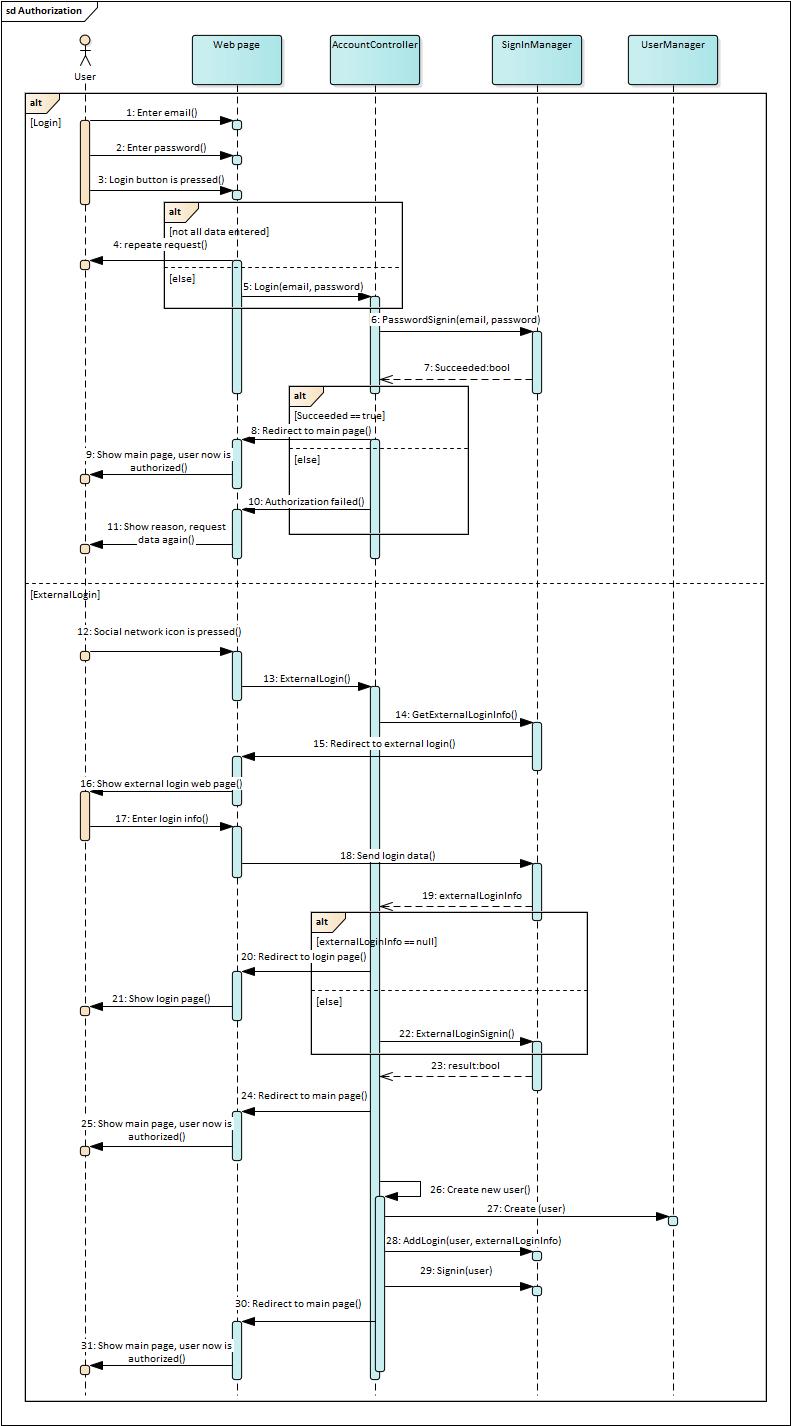 sd Authorization
Web page
AccountController
SignInManager
UserManager
User
alt
[Login]
1: Enter email()
2: Enter password()
3: Login button is pressed()
alt
[not all data entered]
4: repeate request()
[else]
5: Login(email, password)
6: PasswordSignin(email, password)
7: Succeeded:bool
alt
[Succeeded == true]
8: Redirect to main page()
9: Show main page, user now is
authorized()
[else]
10: Authorization failed()
11: Show reason, request
data again()
[ExternalLogin]
12: Social network icon is pressed()
13: ExternalLogin()
14: GetExternalLoginInfo()
15: Redirect to external login()
16: Show external login web page()
17: Enter login info()
18: Send login data()
19: externalLoginInfo
alt
[externalLoginInfo == null]
20: Redirect to login page()
21: Show login page()
[else]
22: ExternalLoginSignin()
23: result:bool
24: Redirect to main page()
25: Show main page, user now is
authorized()
26: Create new user()
27: Create (user)
28: AddLogin(user, externalLoginInfo)
29: Signin(user)
30: Redirect to main page()
31: Show main page, user now is
authorized()